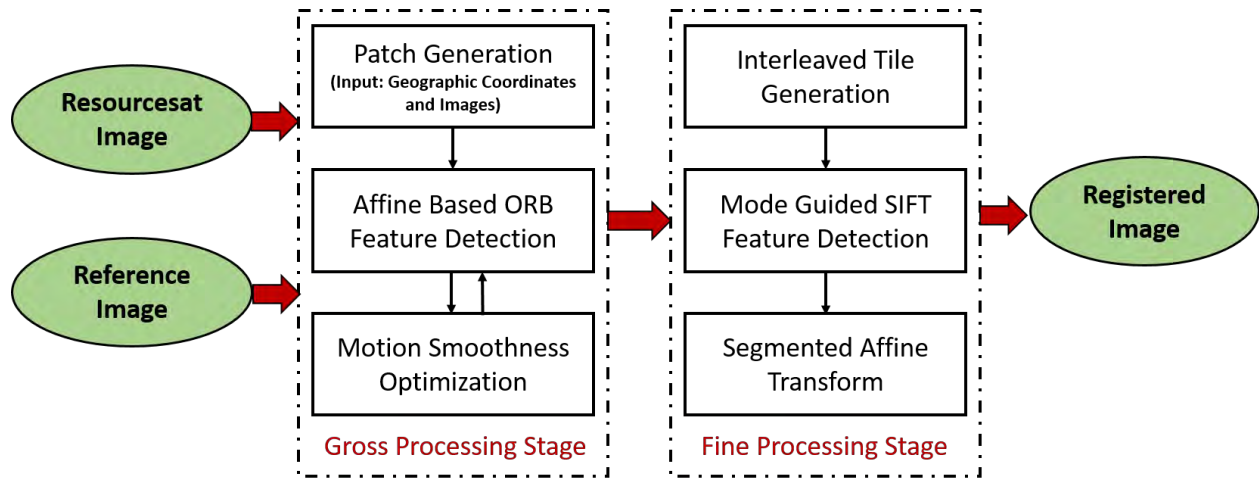 Resourcesat
Image
Reference
Image
Patch Generation
(Input: Geographic Coordinates
and Images)
Affine Based ORB
Feature Detection
Motion Smoothness
Optimization
Gross Processing Stage
Interleaved Tile
Generation
Mode Guided SIFT
Feature Detection
Segmented Affine
Transform
Fine Processing Stage
Registered
Image